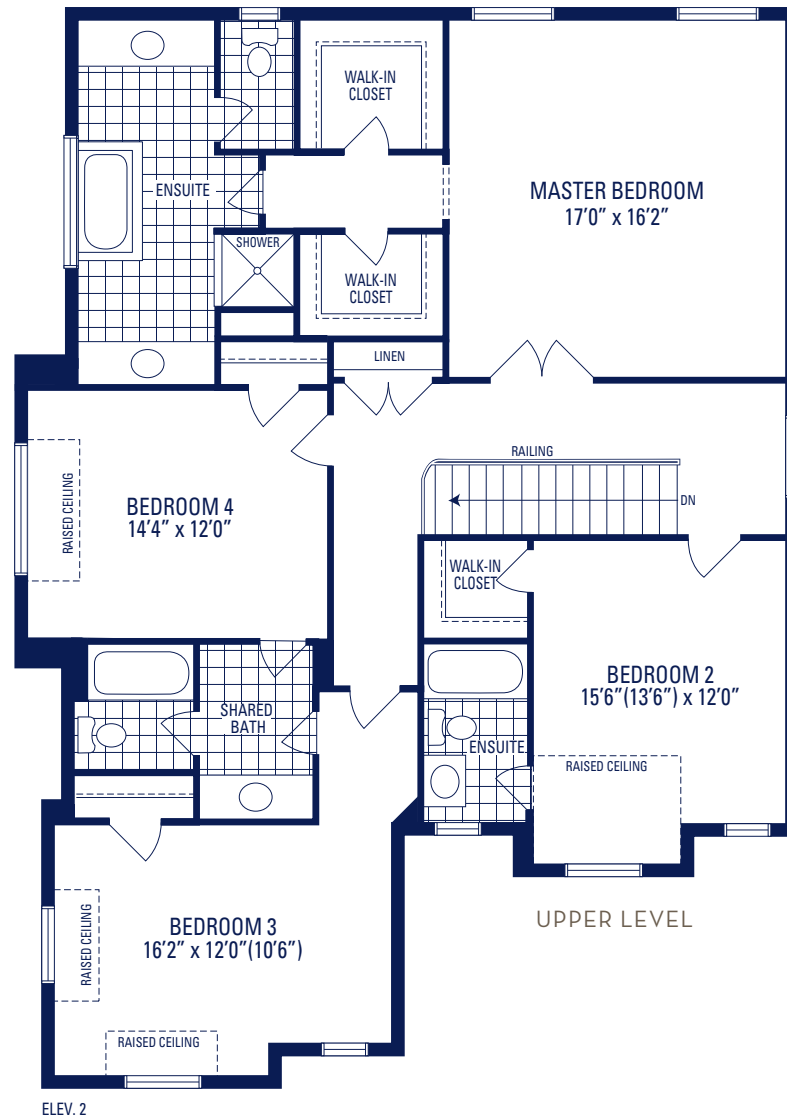 WALK-IN
CLOSET
ENSUITE
MASTER BEDROOM
17'0” x 16'2”
SHOWER
WALK-IN
CLOSET
LINEN
RAILING
DN
RAISED CEILING
BEDROOM 4
14'4” x 12'0”
WALK-IN
CLOSET
BEDROOM 2
15'6”(13'6”) x 12'0”
SHARED
BATH
ENSUITE
RAISED CEILING
UPPER LEVEL
BEDROOM 3
16'2” x 12'0”(10'6”)
RAISED CEILING
RAISED CEILING
ELEV. 2